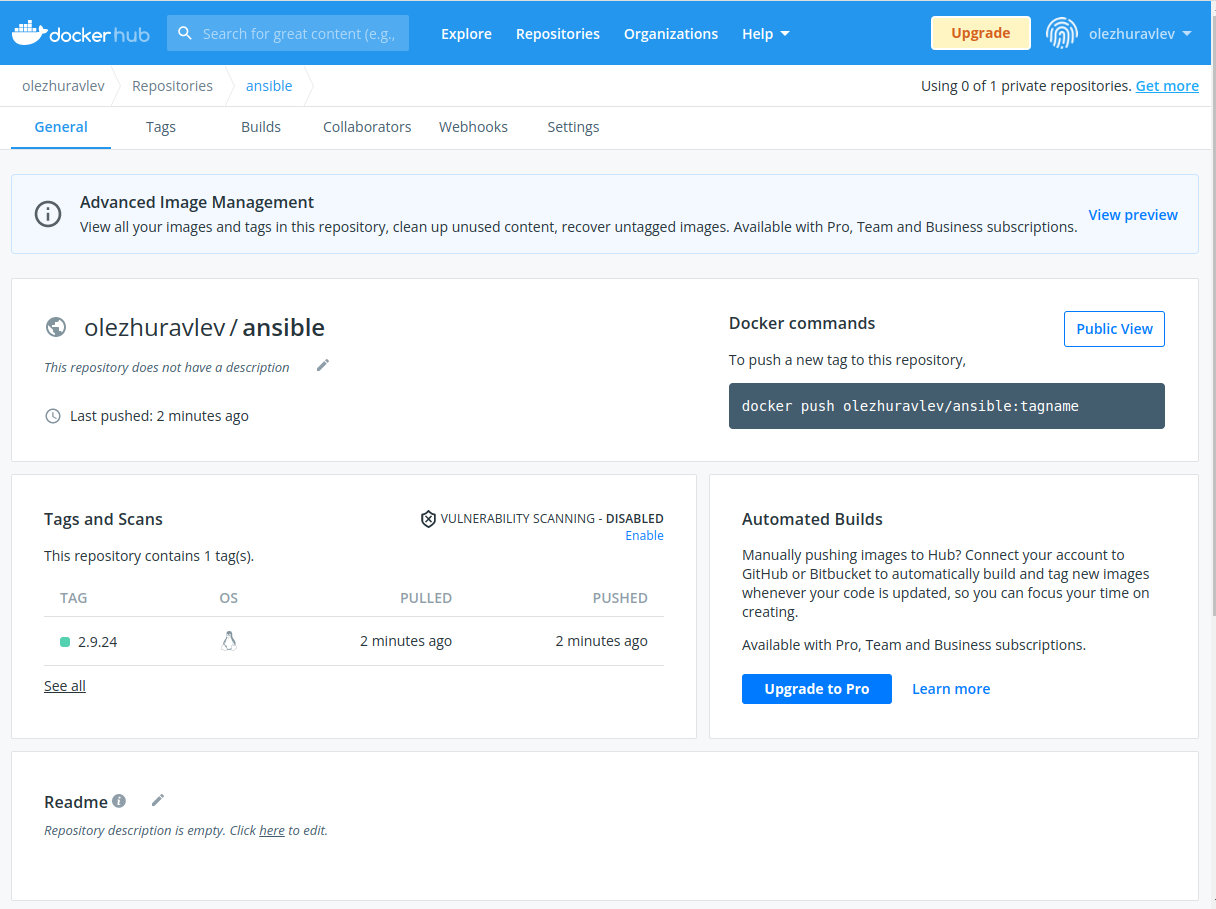 docker hub Search for great content (e.g., Explore Repositories Organizations Help Upgrade olezhuravlev
olezhuravlev Repositories ansible Using 0 of 1 private repositories. Get more
General Tags Builds Collaborators Webhooks Settings
Advanced Image Management
View all your images and tags in this repository, clean up unused content, recover untagged images. Available with Pro, Team and Business subscriptions.
View preview
olezhuravlev / ansible
This repository does not have a description
Last pushed: 2 minutes ago
Docker commands
Public View
To push a new tag to this repository,
docker push olezhuravlev/ansible:tagname
Tags and Scans
VULNERABILITY SCANNING - DISABLED
Enable
This repository contains 1 tag(s).
TAG OS PULLED PUSHED
2.9.24 2 minutes ago 2 minutes ago
See all
Automated Builds
Manually pushing images to Hub? Connect your account to
GitHub or Bitbucket to automatically build and tag new images
whenever your code is updated, so you can focus your time on
creating.
Available with Pro, Team and Business subscriptions.
Upgrade to Pro Learn more
Readme
Repository description is empty. Click here to edit.